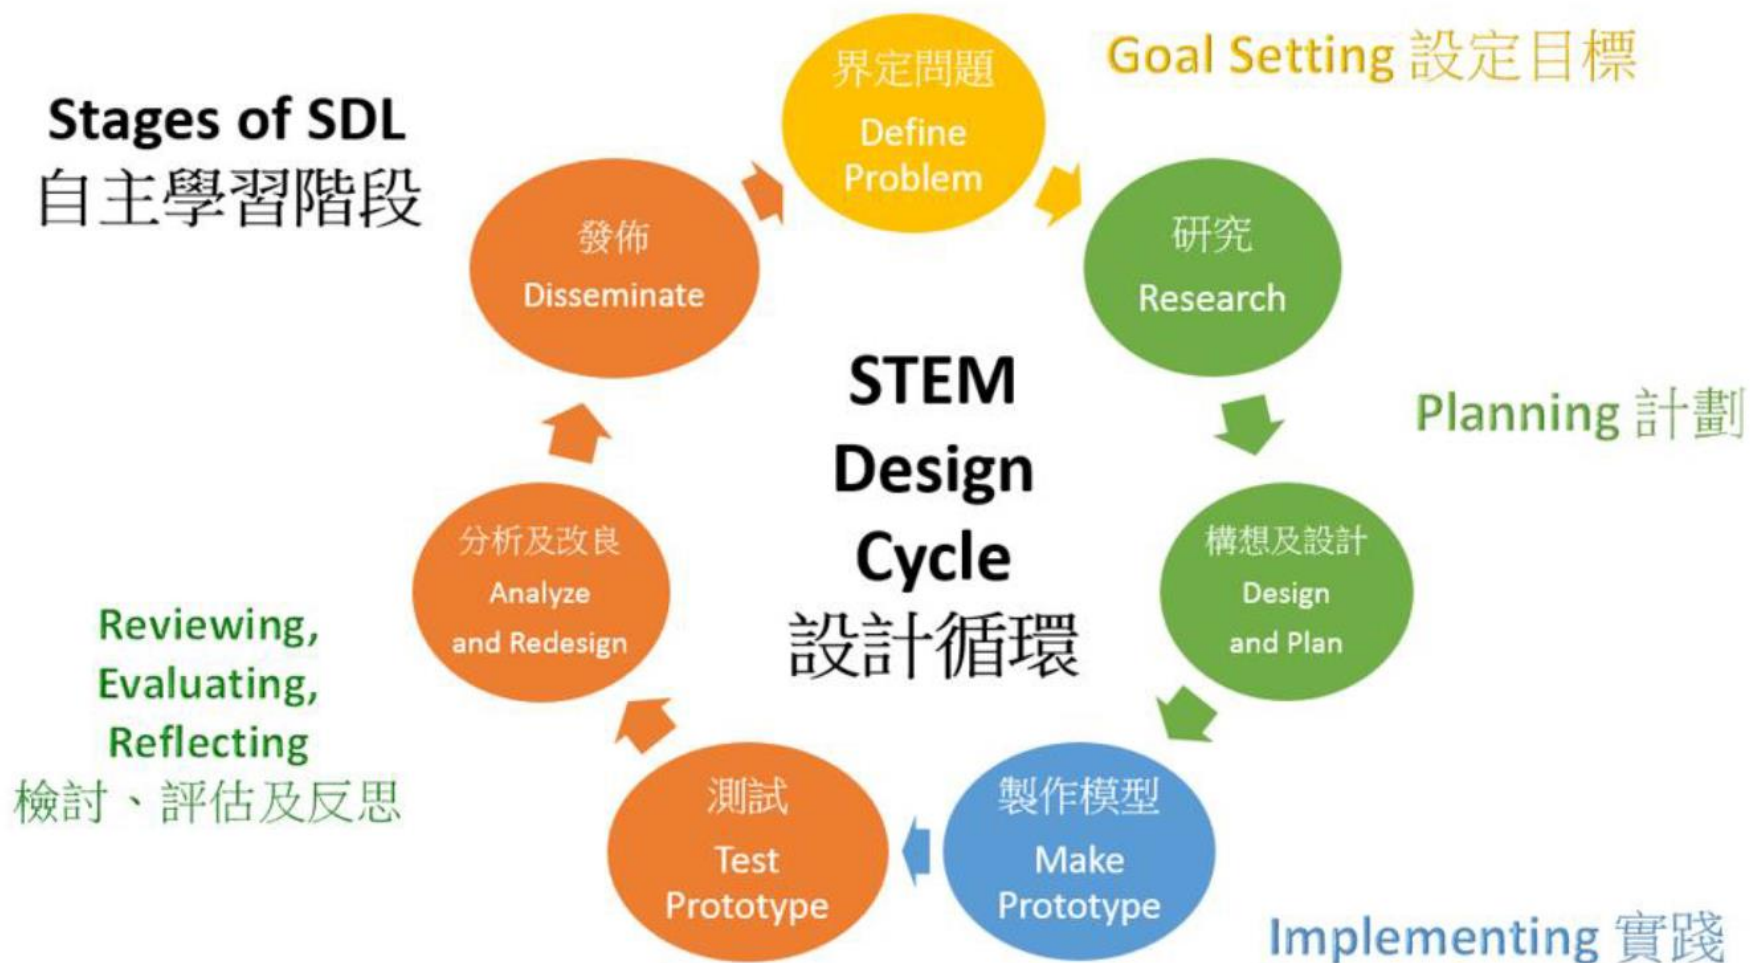 Stages of SDL
自主學習階段
界定問題
Define
Problem
Goal Setting 設定目標
研究
Research
Planning 計劃
構想及設計
Design
and Plan
製作模型
Make
Prototype
Implementing 實踐
測試
Test
Prototype
分析及改良
Analyze
and Redesign
Reviewing,
Evaluating,
Reflecting
檢討、評估及反思
發佈
Disseminate
STEM
Design
Cycle
設計循環